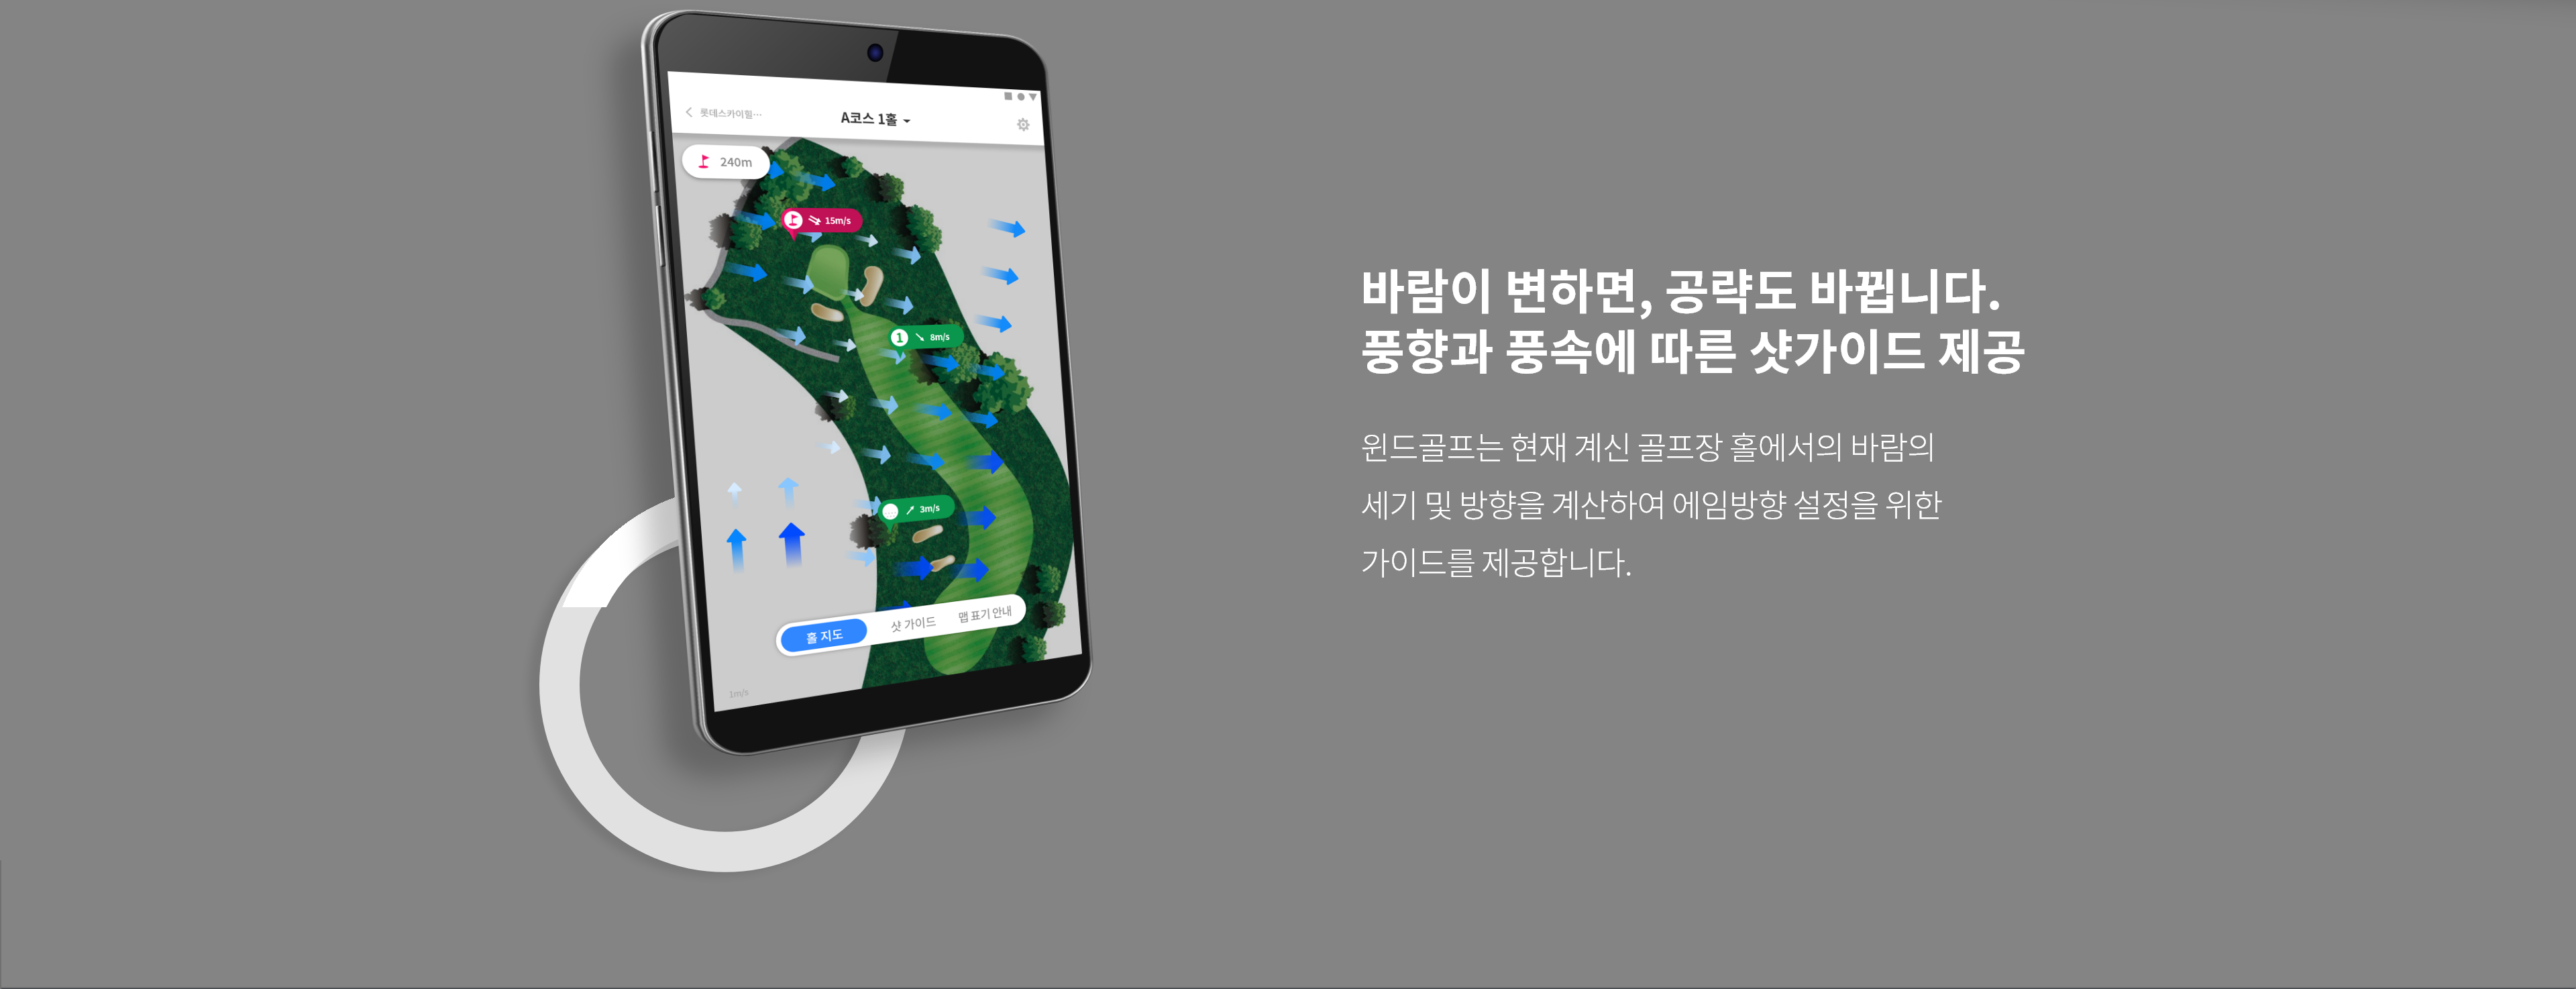 롯데스카이힐…
A코스 1홀
240m
15m/s
1 8m/s
3m/s
홀 지도 샷 가이드 맵 표기 안내
1m/s
바람이 변하면, 공략도 바뀝니다.
풍향과 풍속에 따른 샷가이드 제공
윈드골프는 현재 계신 골프장 홀에서의 바람의
세기 및 방향을 계산하여 에임방향 설정을 위한
가이드를 제공합니다.